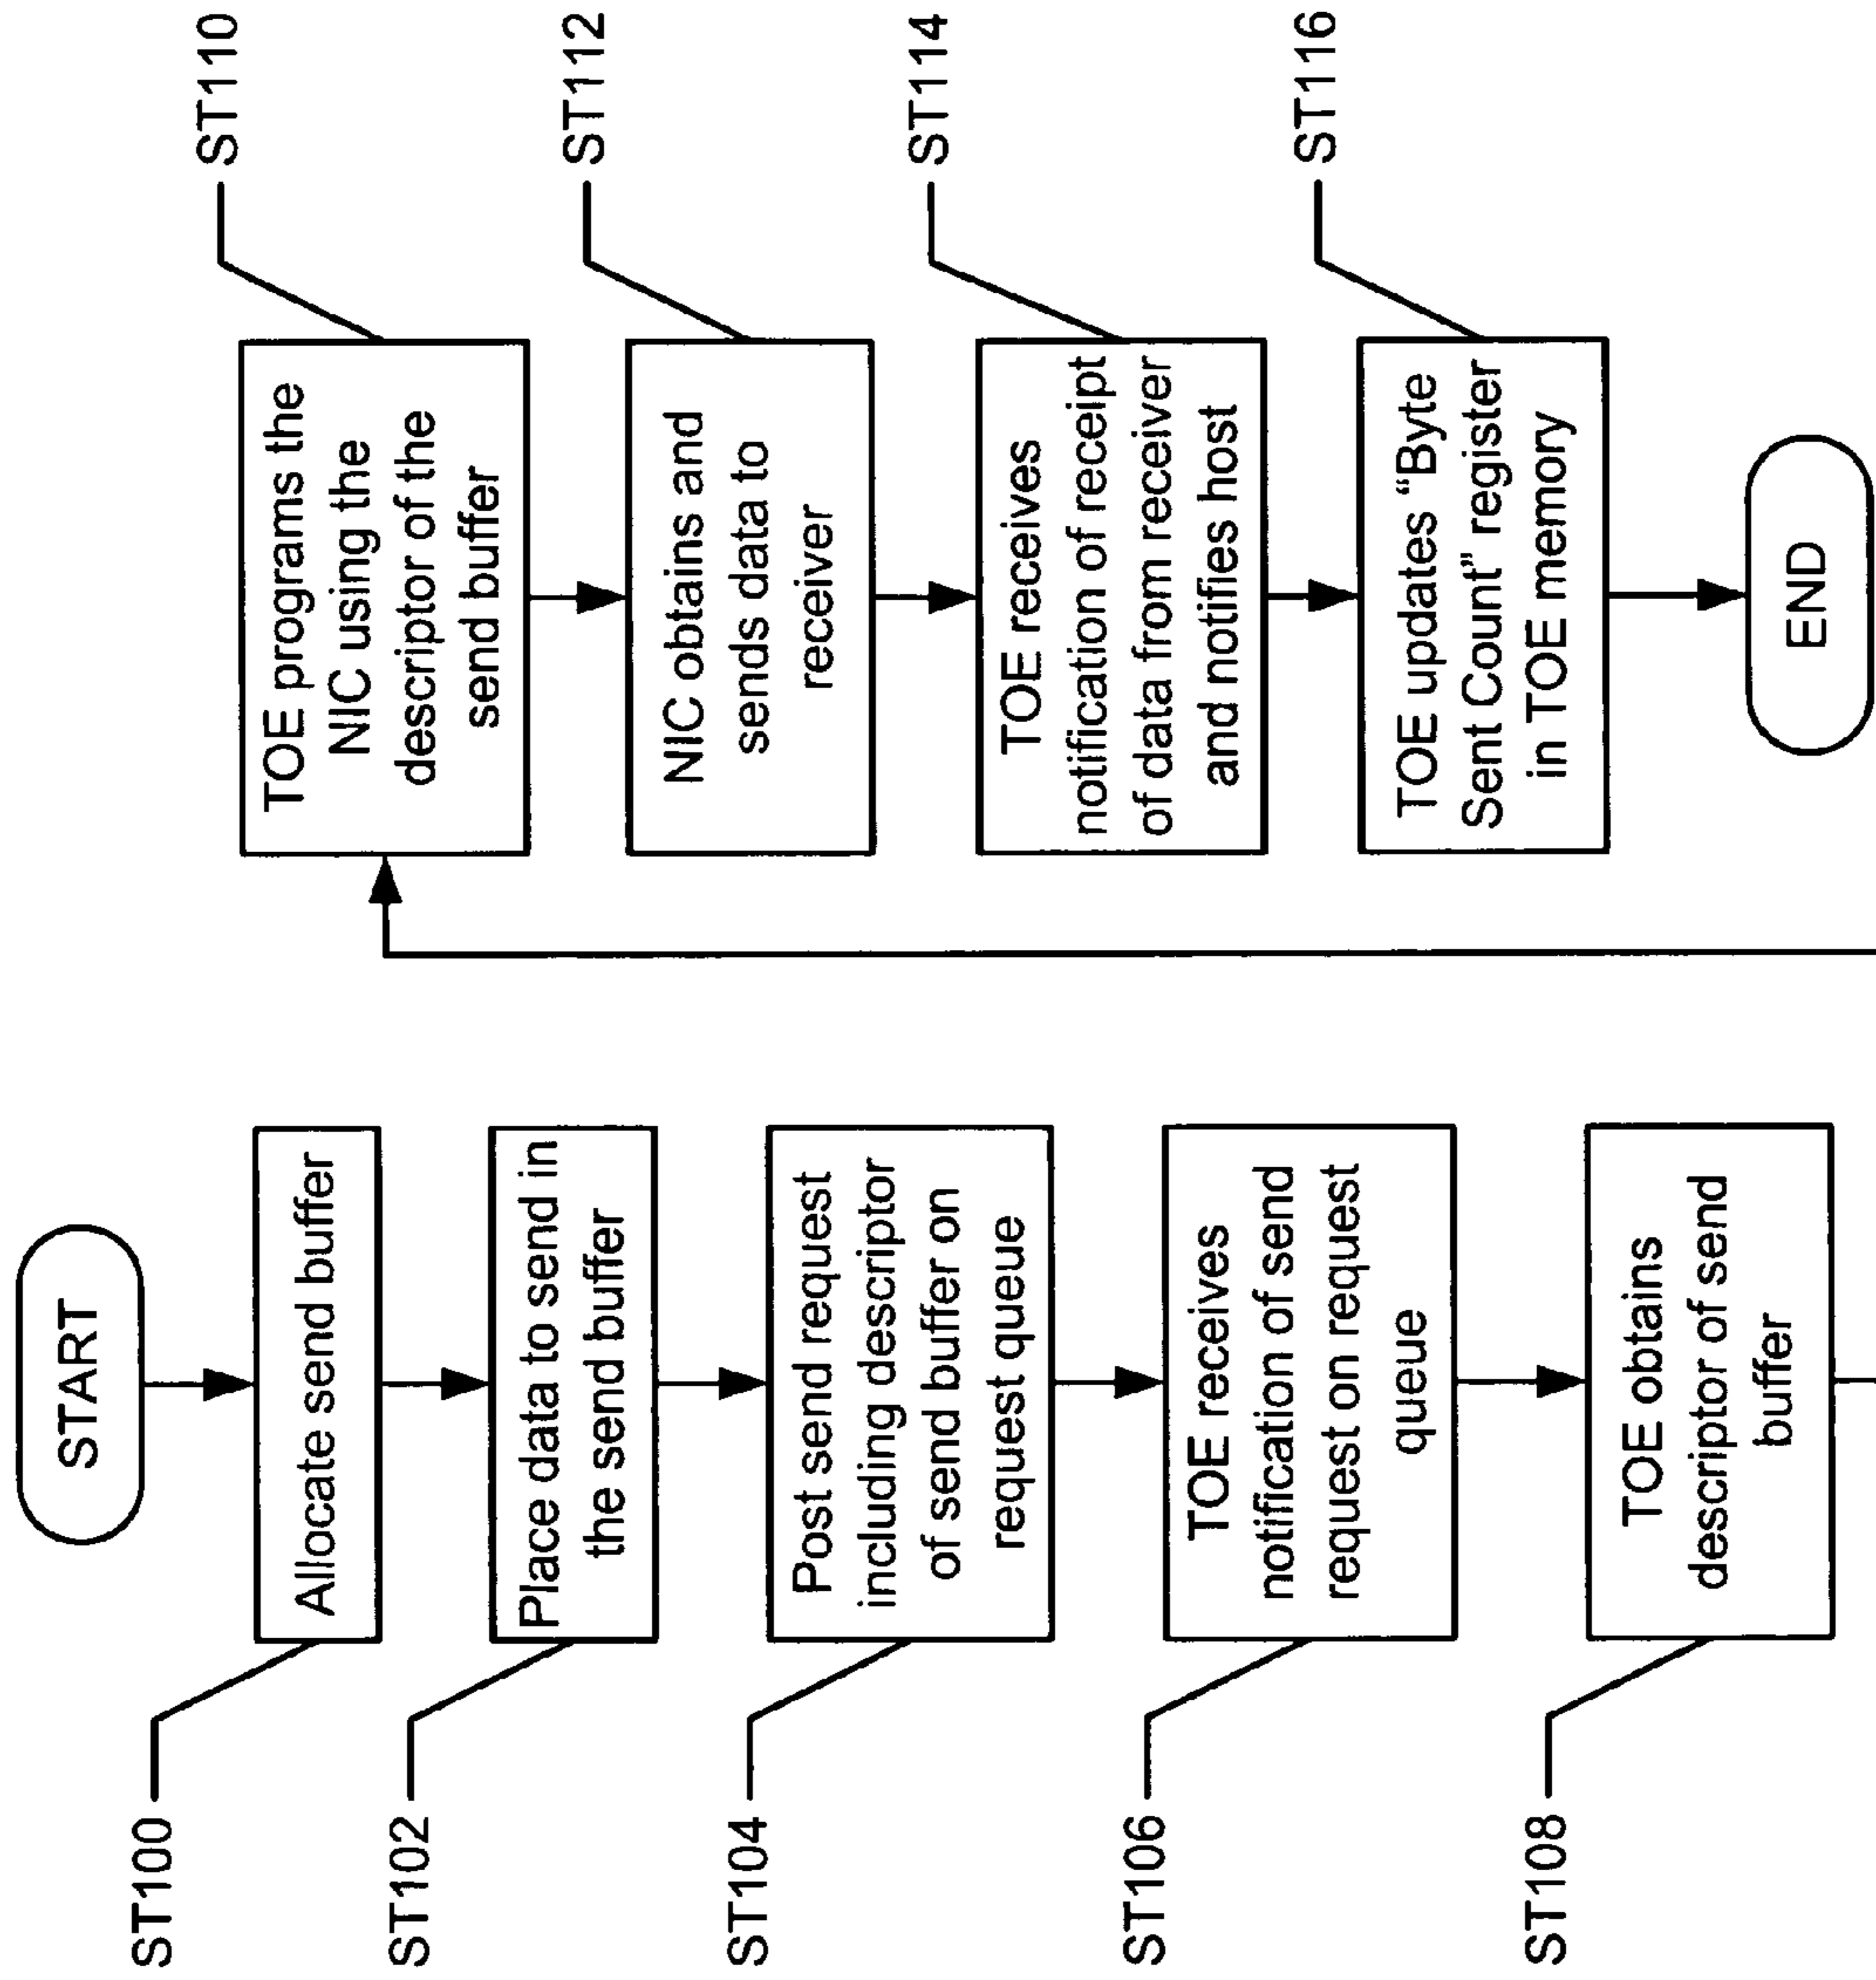 START
ST100
Allocate send buffer
ST102
Place data to send in
the send buffer
ST104
Post send request
including descriptor
of send buffer on
request queue
ST106
TOE receives
notification of send
request on request
queue
ST108
TOE obtains
descriptor of send
buffer
ST110
TOE programs the
NIC using the
descriptor of the
send buffer
ST112
NIC obtains and
sends data to
receiver
ST114
TOE receives
notification of receipt
of data from receiver
and notifies host
ST116
TOE updates “Byte
Sent Count” register
in TOE memory
END